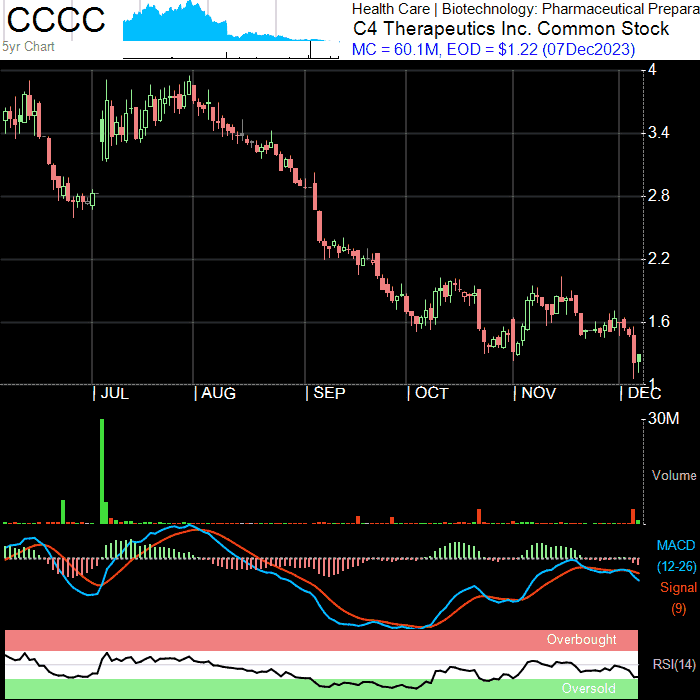 CCCC
5yr Chart
Health Care | Biotechnology: Pharmaceutical Prepara
C4 Therapeutics Inc. Common Stock
MC = 60.1M, EOD = $1.22 (07Dec2023)
4
3.4
2.8
2.2
1.6
1
| JUL | AUG | SEP | OCT | NOV | DEC
30M
Volume
MACD
(12-26)
Signal
(9)
Overbought
RSI(14)
Oversold